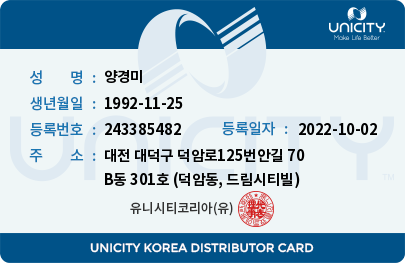 UNICITY
Make Life Better
성 명 : 양경미
생년월일 : 1992-11-25
등록번호 : 243385482 등록일자 : 2022-10-02
주 소 : 대전 대덕구 덕암로125번안길 70
B동 301호 (덕암동, 드림시티빌)
유니시티코리아(유)
UNICITY
UNICITY KOREA DISTRIBUTOR CARD